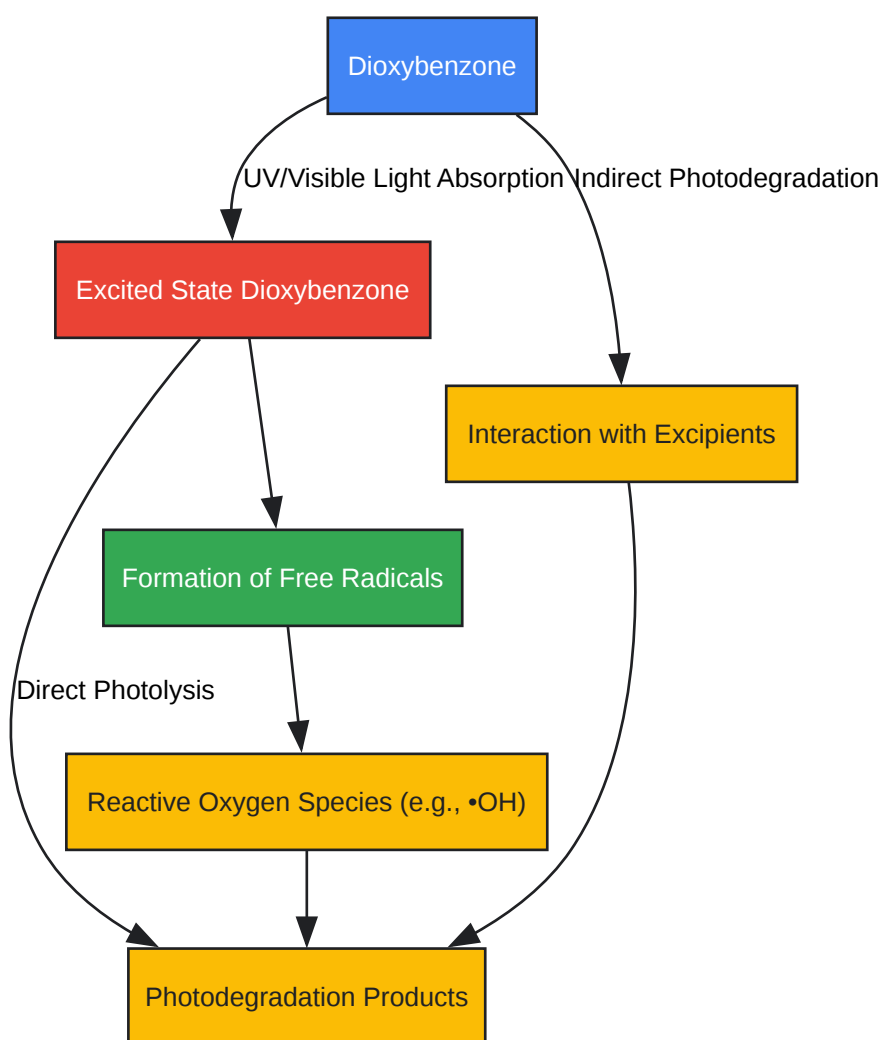 Dioxybenzone
UV/Visible Light Absorption
Indirect Photodegradation
Excited State Dioxybenzone
Interaction with Excipients
Formation of Free Radicals
Direct Photolysis
Reactive Oxygen Species (e.g., •OH)
Photodegradation Products